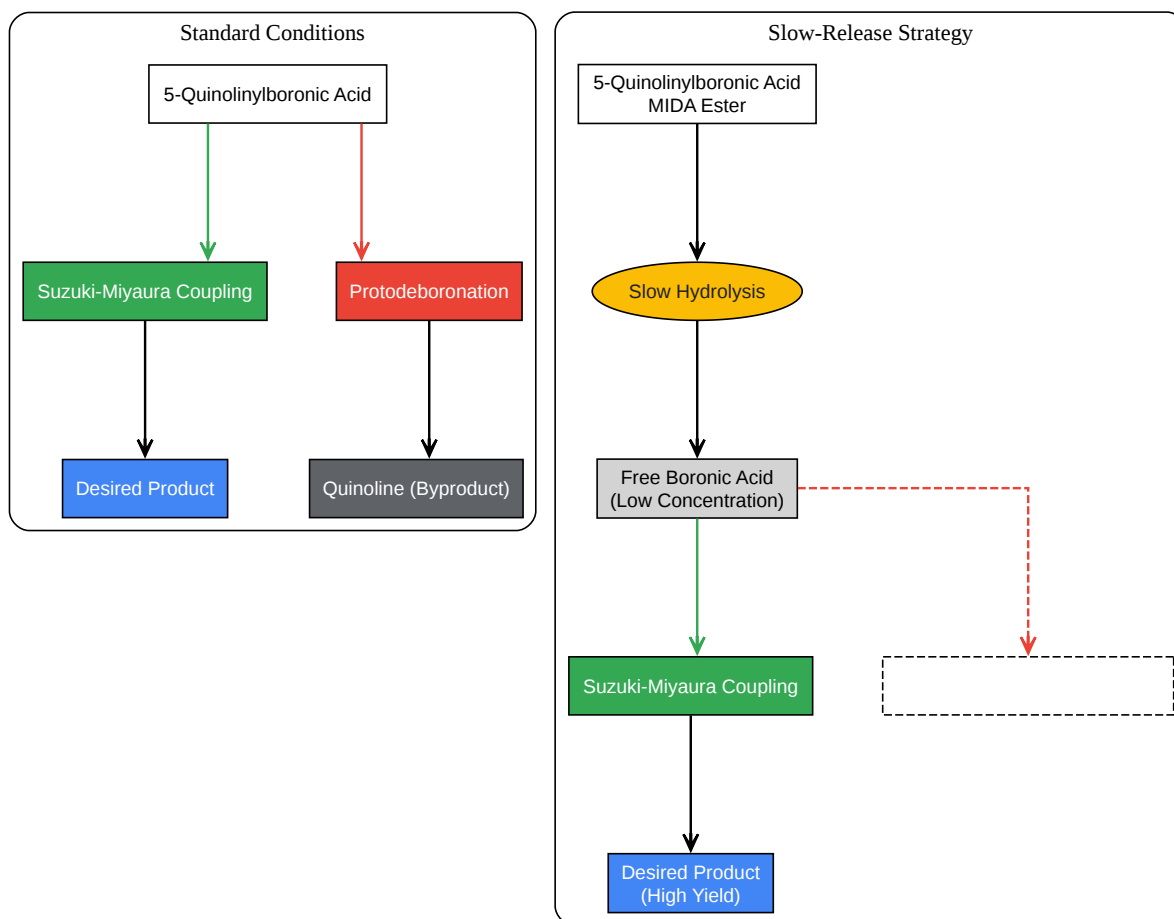 Standard Conditions
5-Quinolinylboronic Acid
Suzuki-Miyaura Coupling
Protodeboronation
Desired Product
Quinoline (Byproduct)
Slow-Release Strategy
5-Quinolinylboronic Acid
MIDA Ester
Slow Hydrolysis
Free Boronic Acid
(Low Concentration)
Suzuki-Miyaura Coupling
Desired Product
(High Yield)